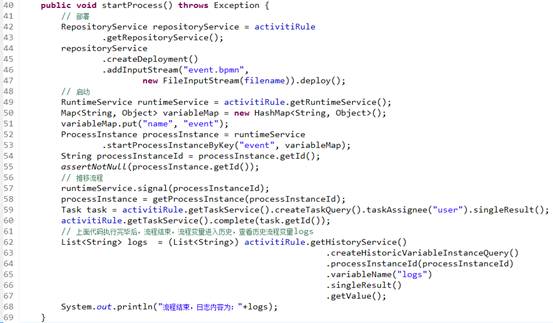 40 public void startProcess() throws Exception {
41 // 部署
42 RepositoryService repositoryService = activitiRule
43 .getRepositoryService();
44 repositoryService
45 .createDeployment()
46 .addInputStream("event.bpmn",
47 new FileInputStream(filename)).deploy();
48 // 启动
49 RuntimeService runtimeService = activitiRule.getRuntimeService();
50 Map<String, Object> variableMap = new HashMap<String, Object>();
51 variableMap.put("name", "event");
52 ProcessInstance processInstance = runtimeService
53 .startProcessInstanceByKey("event", variableMap);
54 String processInstanceId = processInstance.getId();
55 assertNotNull(processInstance.getId());
56 // 推移流程
57 runtimeService.signal(processInstanceId);
58 processInstance = getProcessInstance(processInstanceId);
59 Task task = activitiRule.getTaskService().createTaskQuery().taskAssignee("user").singleResult();
60 activitiRule.getTaskService().complete(task.getId());
61 // 上面代码执行完毕后，流程结束，流程变量进入历史，查看历史流程变量logs
62 List<String> logs = (List<String>) activitiRule.getHistoryService()
63 .createHistoricVariableInstanceQuery()
64 .processInstanceId(processInstanceId)
65 .variableName("logs")
66 .singleResult()
67 .getValue();
68 System.out.println("流程结束，日志内容为："+logs);
69 }